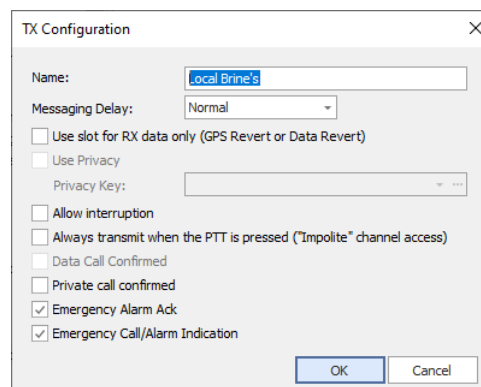 TX Configuration
Name: Local Brine's
Messaging Delay: Normal
Use slot for RX data only (GPS Revert or Data Revert)
Use Privacy
Privacy Key:
Allow interruption
Always transmit when the PTT is pressed ("Impolite" channel access)
Data Call Confirmed
Private call confirmed
Emergency Alarm Ack
Emergency Call/Alarm Indication
OK Cancel